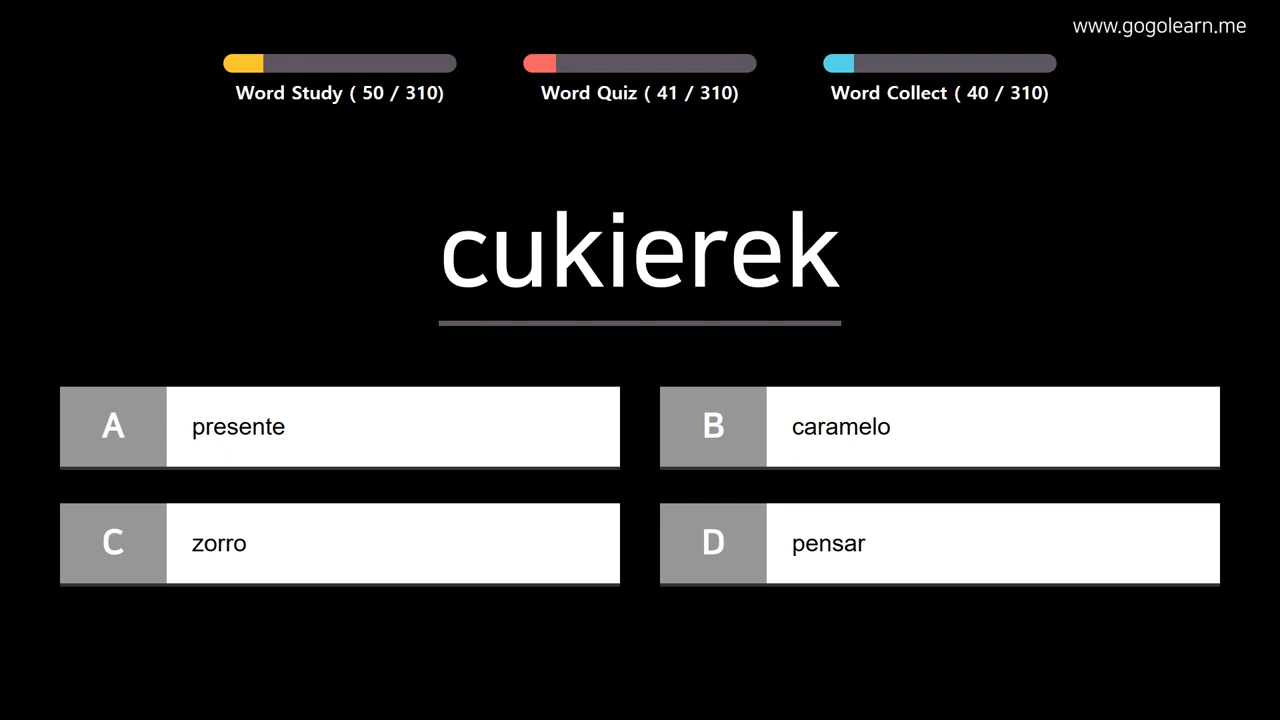 www.gogolearn.me
Word Study ( 50 / 310)
Word Quiz ( 41 / 310)
Word Collect ( 40 / 310)
cukierek
A presente
B caramelo
C zorro
D pensar